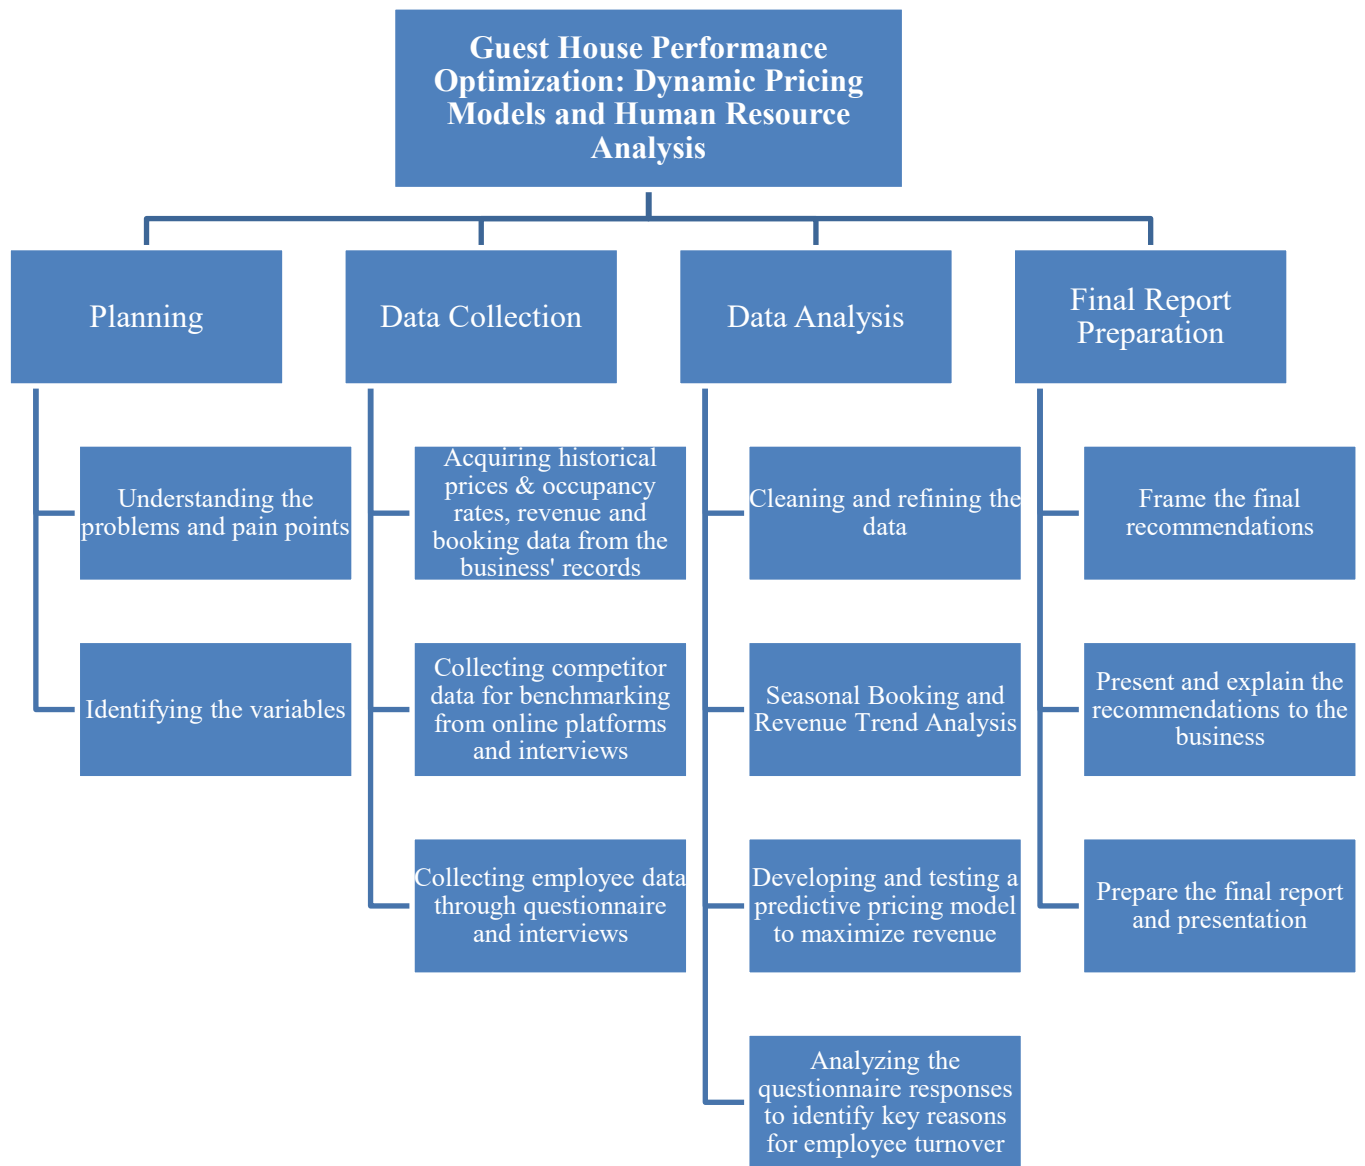 Guest House Performance
Optimization: Dynamic Pricing
Models and Human Resource
Analysis
Planning
Data Collection
Data Analysis
Final Report
Preparation
Understanding the
problems and pain points
Identifying the variables
Acquiring historical
prices & occupancy
rates, revenue and
booking data from the
business' records
Collecting competitor
data for benchmarking
from online platforms
and interviews
Collecting employee data
through questionnaire
and interviews
Cleaning and refining the
data
Seasonal Booking and
Revenue Trend Analysis
Developing and testing a
predictive pricing model
to maximize revenue
Analyzing the
questionnaire responses
to identify key reasons
for employee turnover
Frame the final
recommendations
Present and explain the
recommendations to the
business
Prepare the final report
and presentation